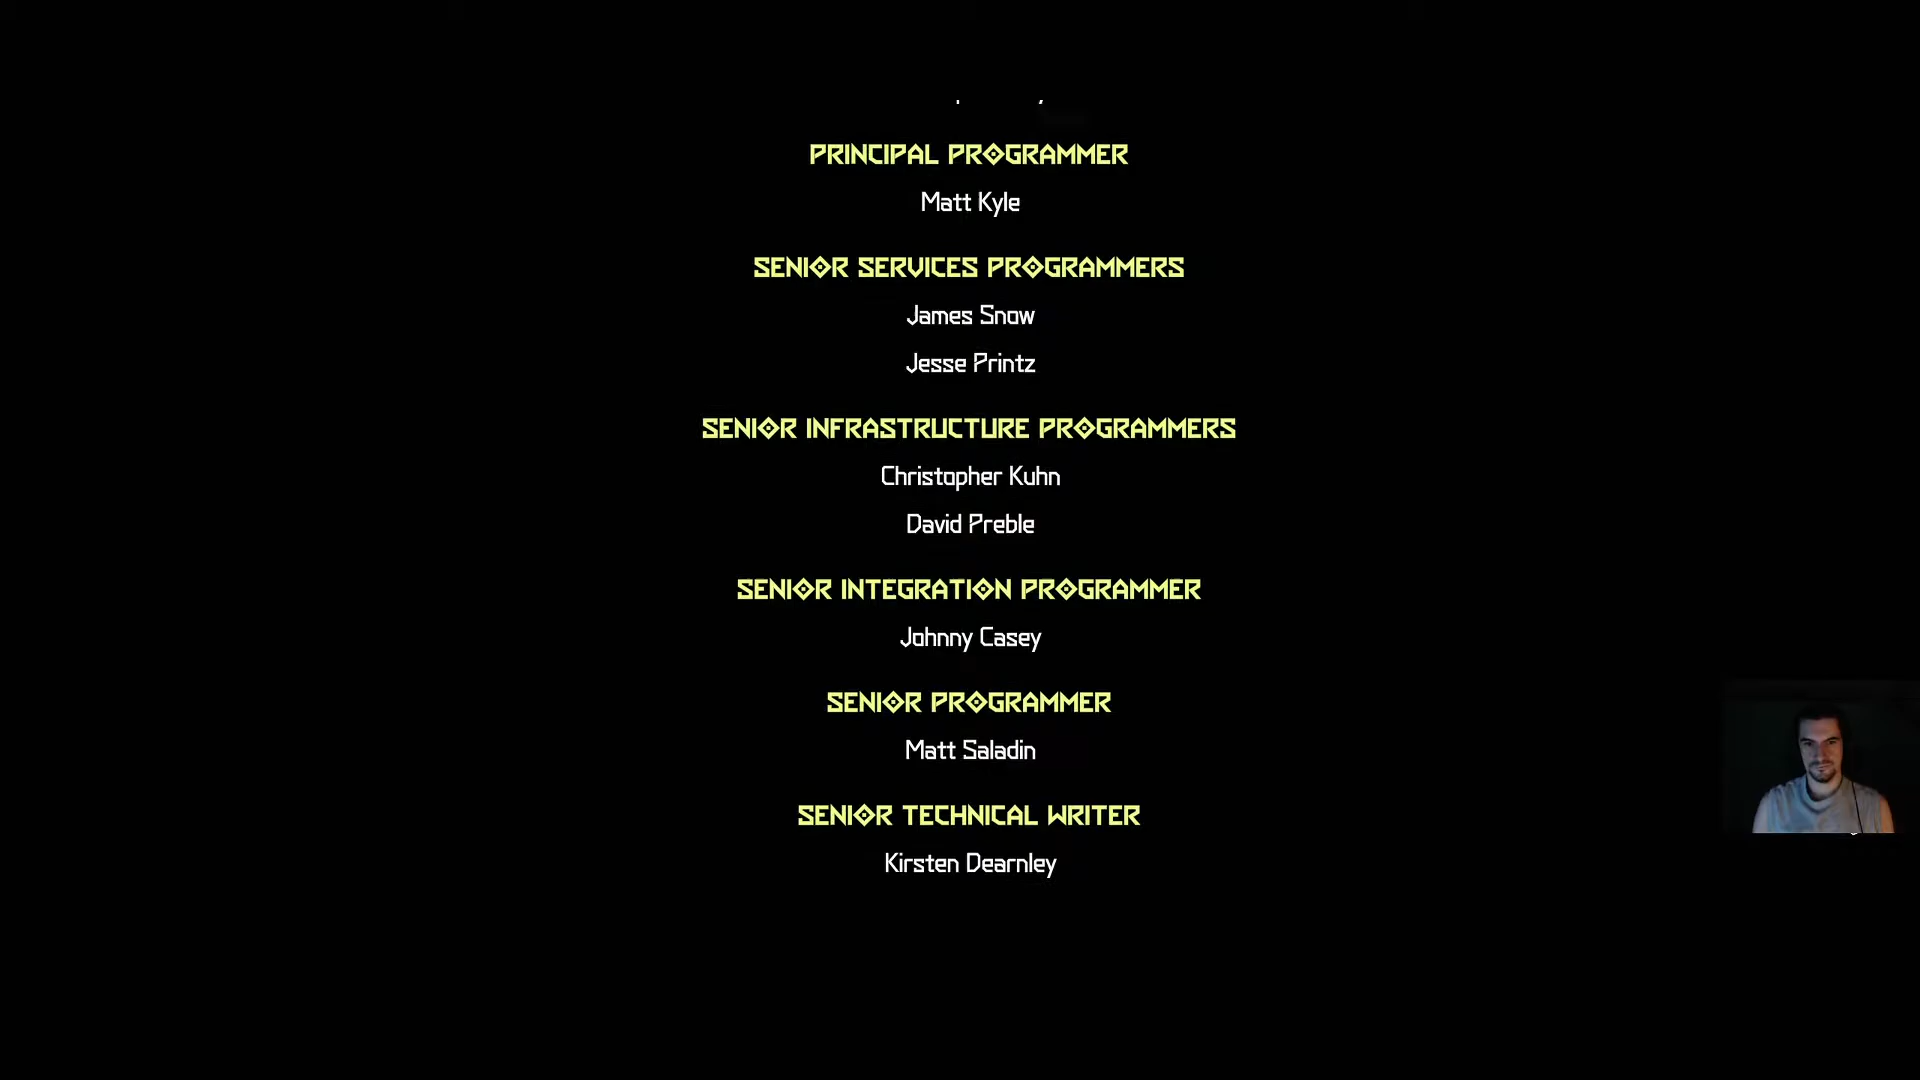 PRINCIPAL PROGRAMMER
Matt Kyle
SENIOR SERVICES PROGRAMMERS
James Snow
Jesse Printz
SENIOR INFRASTRUCTURE PROGRAMMERS
Christopher Kuhn
David Preble
SENIOR INTEGRATION PROGRAMMER
Johnny Casey
SENIOR PROGRAMMER
Matt Saladin
SENIOR TECHNICAL WRITER
Kirsten Dearnley